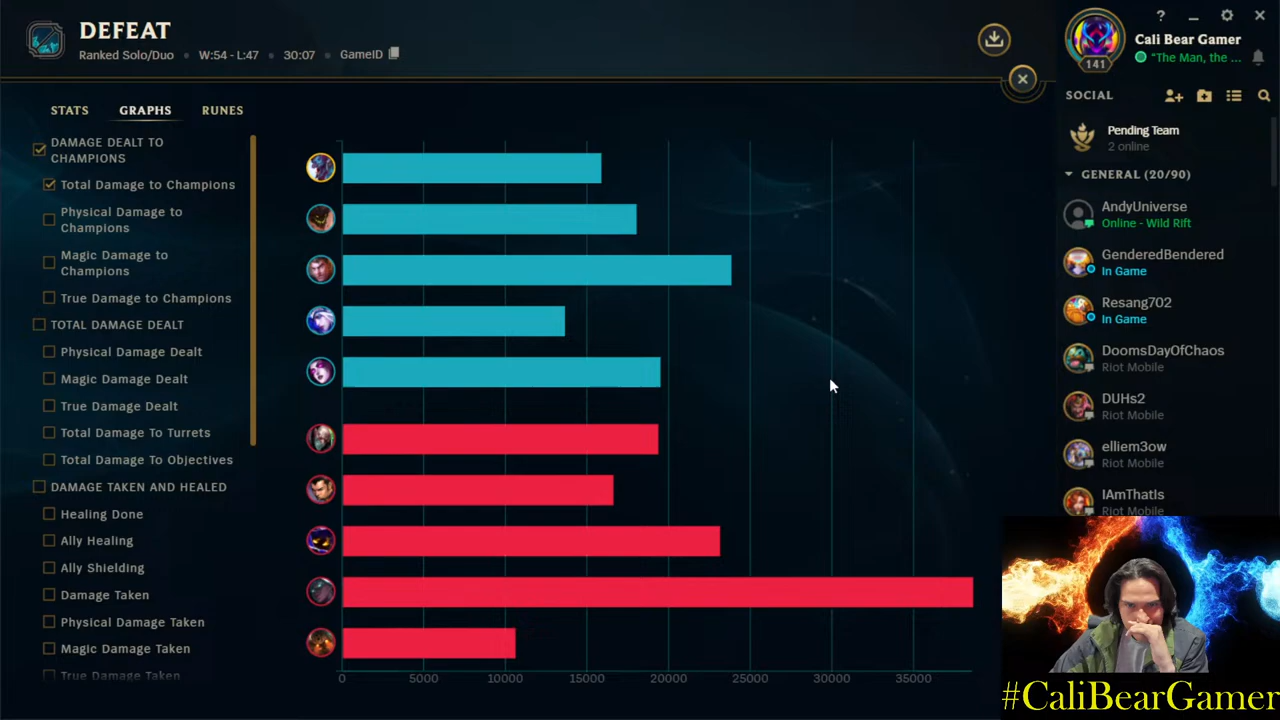 DEFEAT
Ranked Solo/Duo • W:54 - L:47 • 30:07 GameID
STATS GRAPHS RUNES
DAMAGE DEALT TO
CHAMPIONS
Total Damage to Champions
Physical Damage to
Champions
Magic Damage to
Champions
True Damage to Champions
TOTAL DAMAGE DEALT
Physical Damage Dealt
Magic Damage Dealt
True Damage Dealt
Total Damage To Turrets
Total Damage To Objectives
DAMAGE TAKEN AND HEALED
Healing Done
Ally Healing
Ally Shielding
Damage Taken
Physical Damage Taken
Magic Damage Taken
True Damage Taken
0 5000 10000 15000 20000 25000 30000 35000
?
141
Cali Bear Gamer
"The Man, the ...
SOCIAL
Pending Team
2 online
GENERAL (20/90)
AndyUniverse
Online - Wild Rift
GenderedBendered
In Game
Resang702
In Game
DoomsDayOfChaos
Riot Mobile
DUHs2
Riot Mobile
elliem3ow
Riot Mobile
IAmThatIs
Riot Mobile
#CaliBearGamer